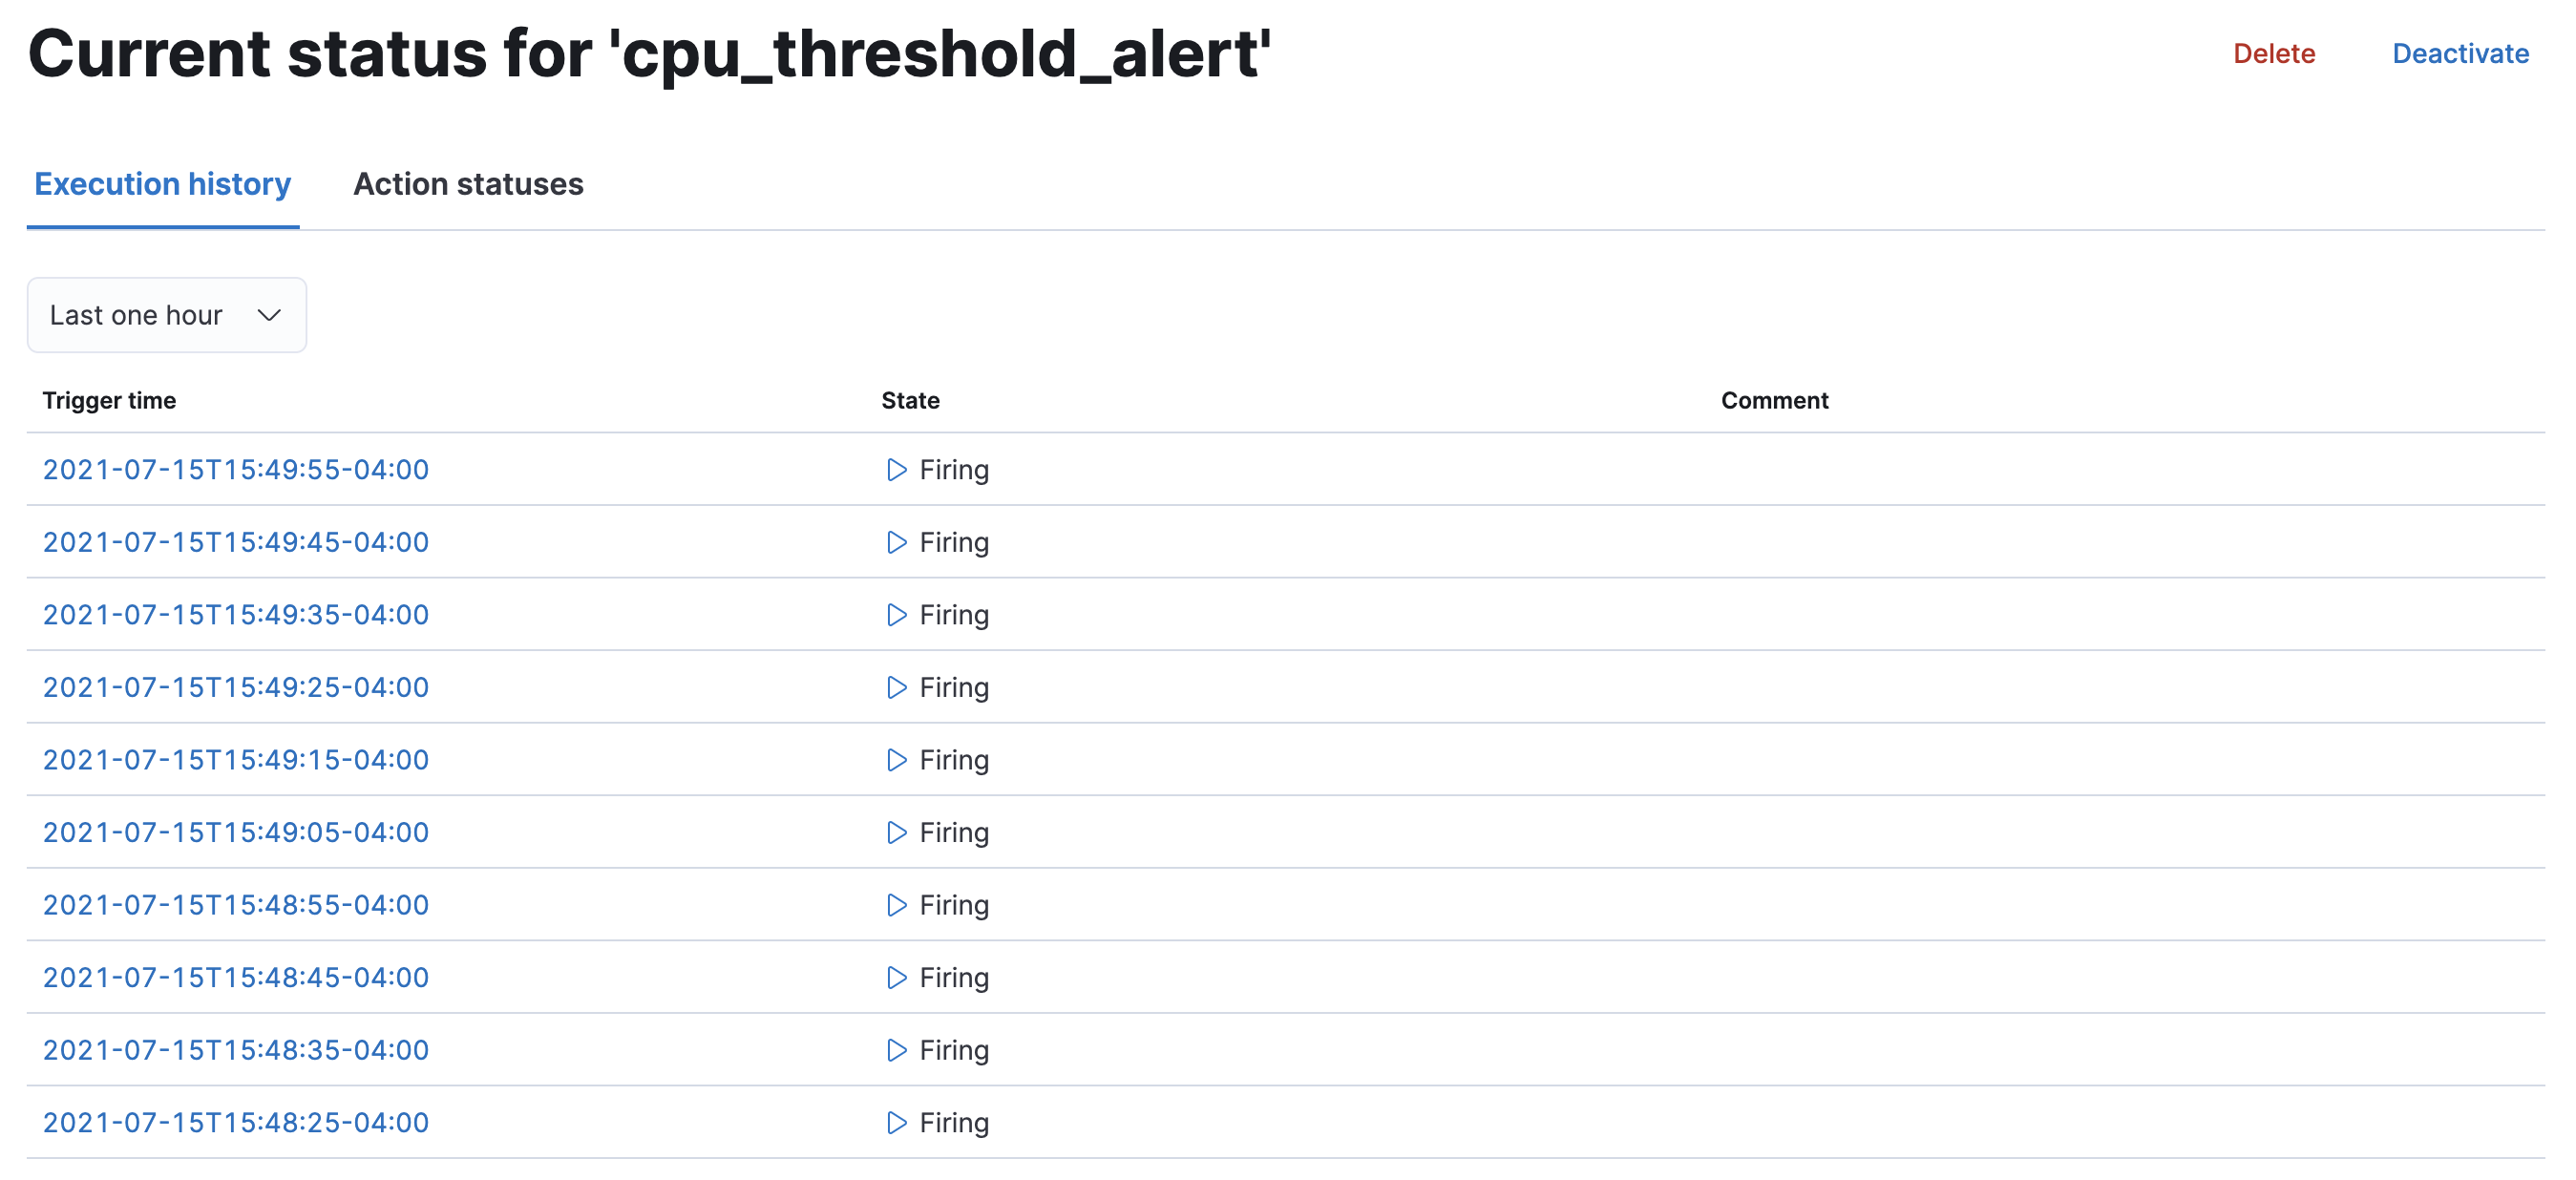 Current status for 'cpu_threshold_alert'
Delete
Deactivate
Execution history
Action statuses
Last one hour
Trigger time State Comment
2021-07-15T15:49:55-04:00 Firing
2021-07-15T15:49:45-04:00 Firing
2021-07-15T15:49:35-04:00 Firing
2021-07-15T15:49:25-04:00 Firing
2021-07-15T15:49:15-04:00 Firing
2021-07-15T15:49:05-04:00 Firing
2021-07-15T15:48:55-04:00 Firing
2021-07-15T15:48:45-04:00 Firing
2021-07-15T15:48:35-04:00 Firing
2021-07-15T15:48:25-04:00 Firing